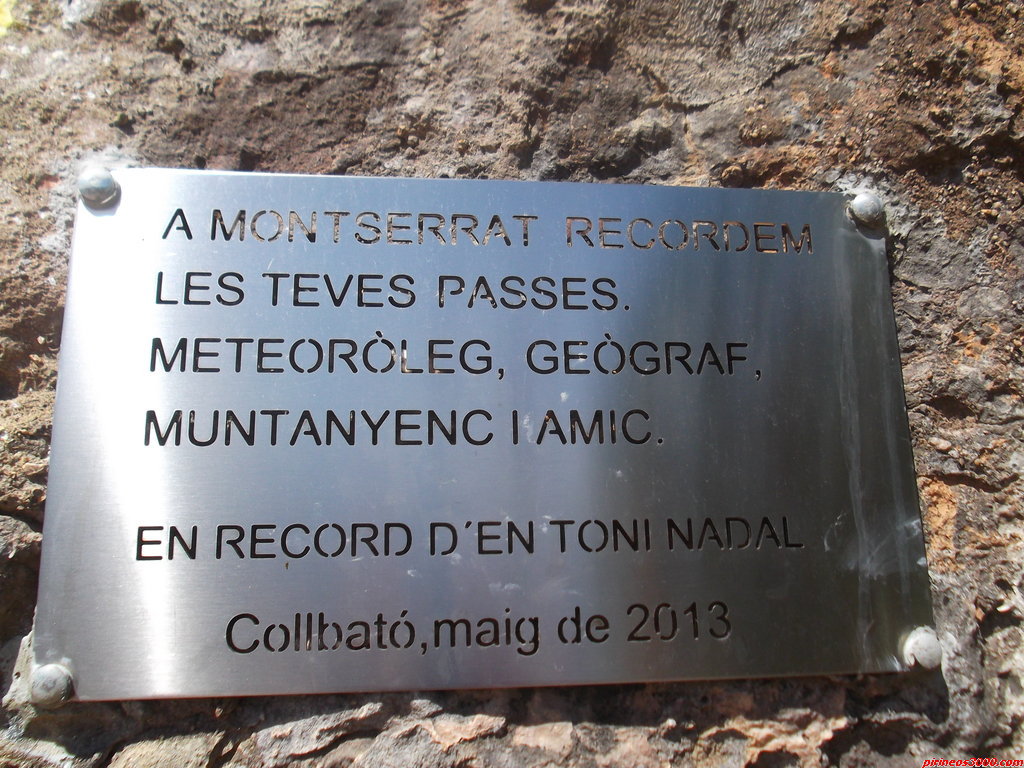 A MONTSERRAT RECORDEM
LES TEVES PASSES.
METEORÒLEG, GEÒGRAF,
MUNTANYENC I AMIC.
EN RECORD D´EN TONI NADAL
Collbató,maig de 2013
pirineos3000.com